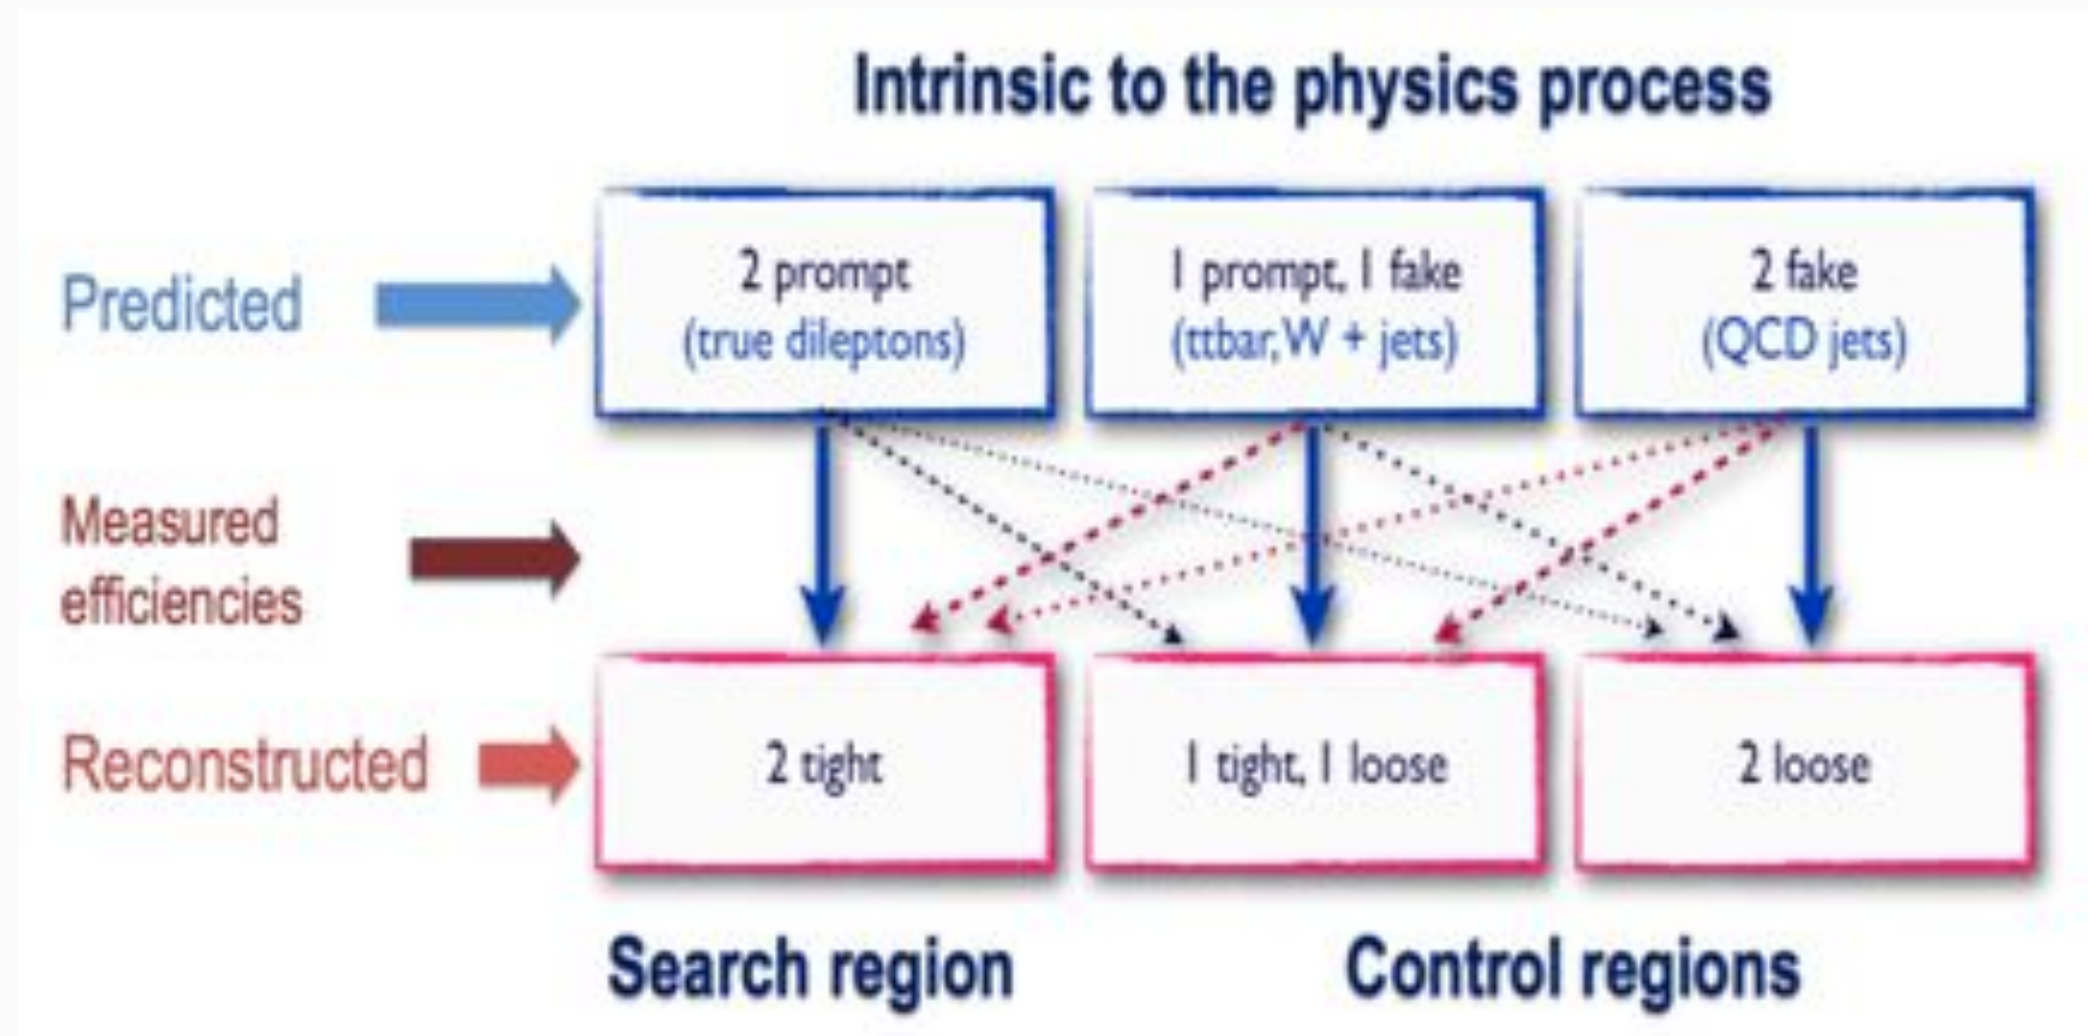 Intrinsic to the physics process
Predicted
2 prompt
(true dileptons)
1 prompt, 1 fake
(ttbar, W + jets)
2 fake
(QCD jets)
Measured
efficiencies
Reconstructed
2 tight
1 tight, 1 loose
2 loose
Search region
Control regions